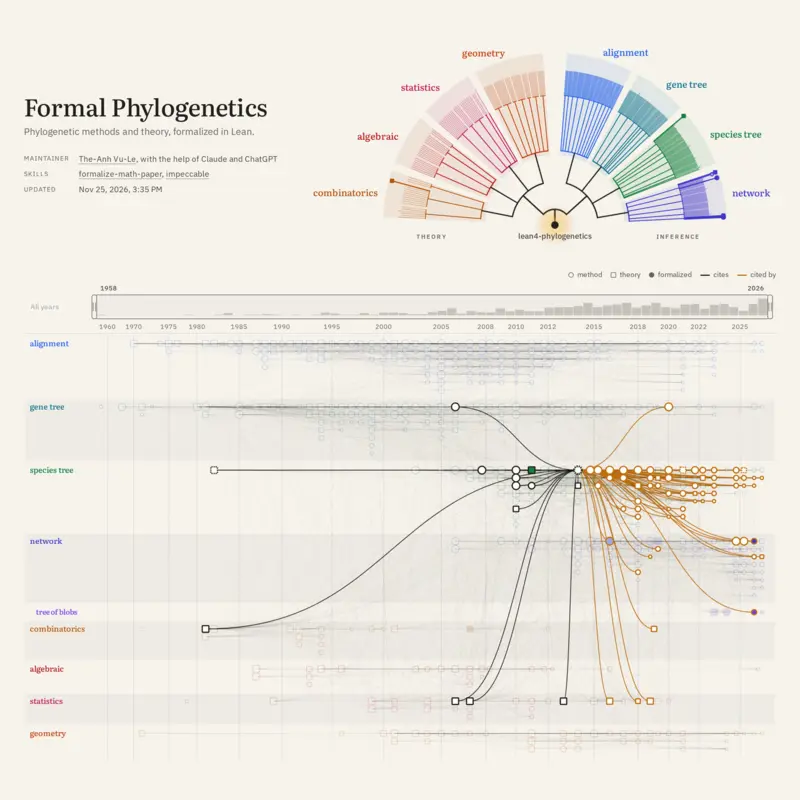 geometry
alignment
statistics
gene tree
Formal Phylogenetics
Phylogenetic methods and theory, formalized in Lean.
algebraic
species tree
MAINTAINER The-Anh Vu-Le, with the help of Claude and ChatGPT
SKILLS formalize-math-paper, impeccable
UPDATED Nov 25, 2026, 3:35 PM
combinatorics
network
THEORY
lean4-phylogenetics
INFERENCE
method theory formalized cites cited by
1958 2026
All years
1960 1970 1975 1980 1985 1990 1995 2000 2005 2008 2010 2012 2015 2018 2020 2022 2025
alignment
gene tree
species tree
network
tree of blobs
combinatorics
algebraic
statistics
geometry